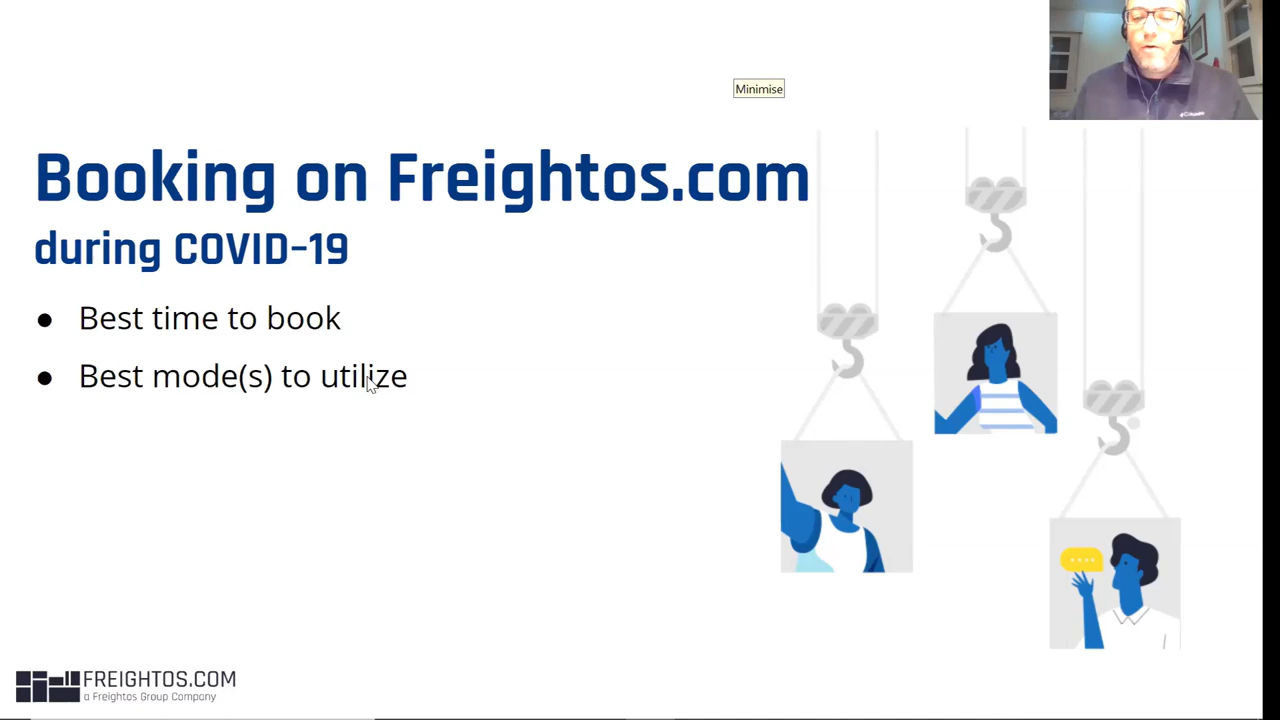 Minimise
Booking on Freightos.com
during COVID-19
● Best time to book
● Best mode(s) to utilize
FREIGHTOS.COM
a Freightos Group Company
Columbia